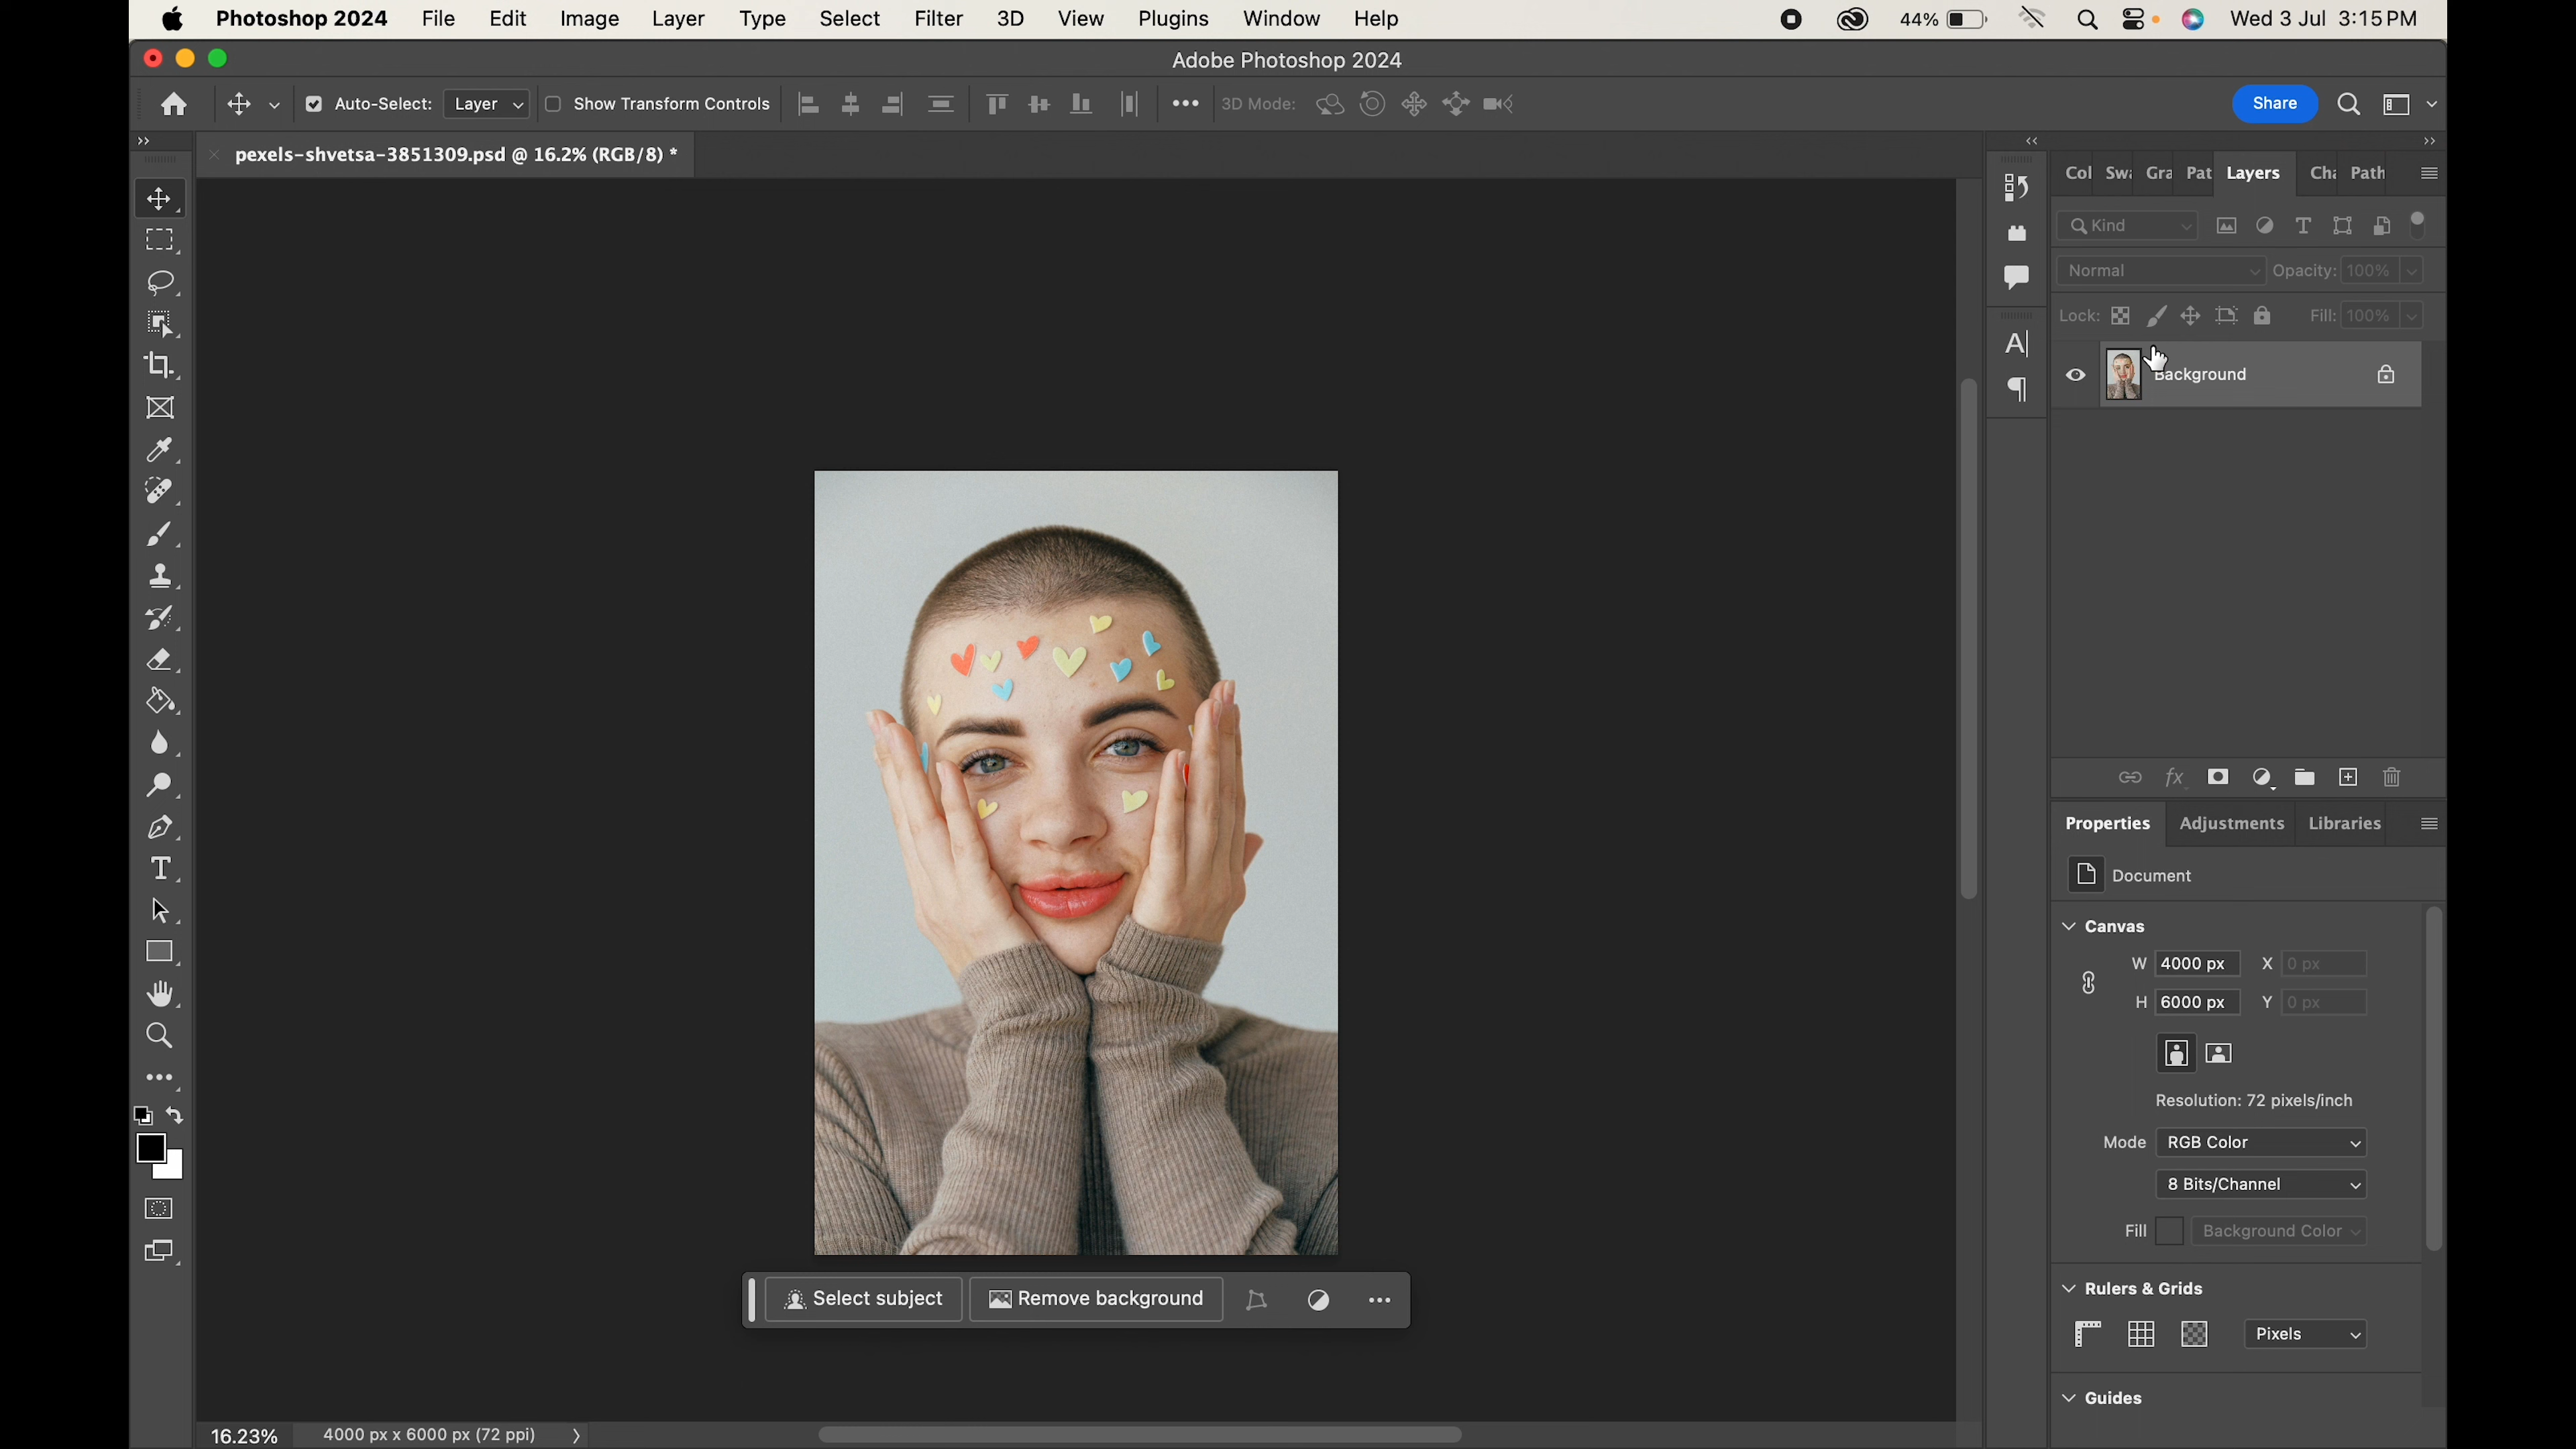 Photoshop 2024 File Edit Image Layer Type Select Filter 3D View Plugins Window Help 44% Wed 3 Jul 3:15 PM
Adobe Photoshop 2024
Auto-Select: Layer Show Transform Controls 3D Mode: Share
pexels-shvetsa-3851309.psd @ 16.2% (RGB/8) *
Col Swa Gra Pat Layers Cha Path
Kind T
Normal Opacity: 100%
Lock: Fill: 100%
A|
Background
fx
Properties Adjustments Libraries
Document
Canvas
W 4000 px X 0 px
H 6000 px Y 0 px
Resolution: 72 pixels/inch
Mode RGB Color
8 Bits/Channel
Fill Background Color
Rulers & Grids
Pixels
Guides
Select subject Remove background
16.23% 4000 px x 6000 px (72 ppi)